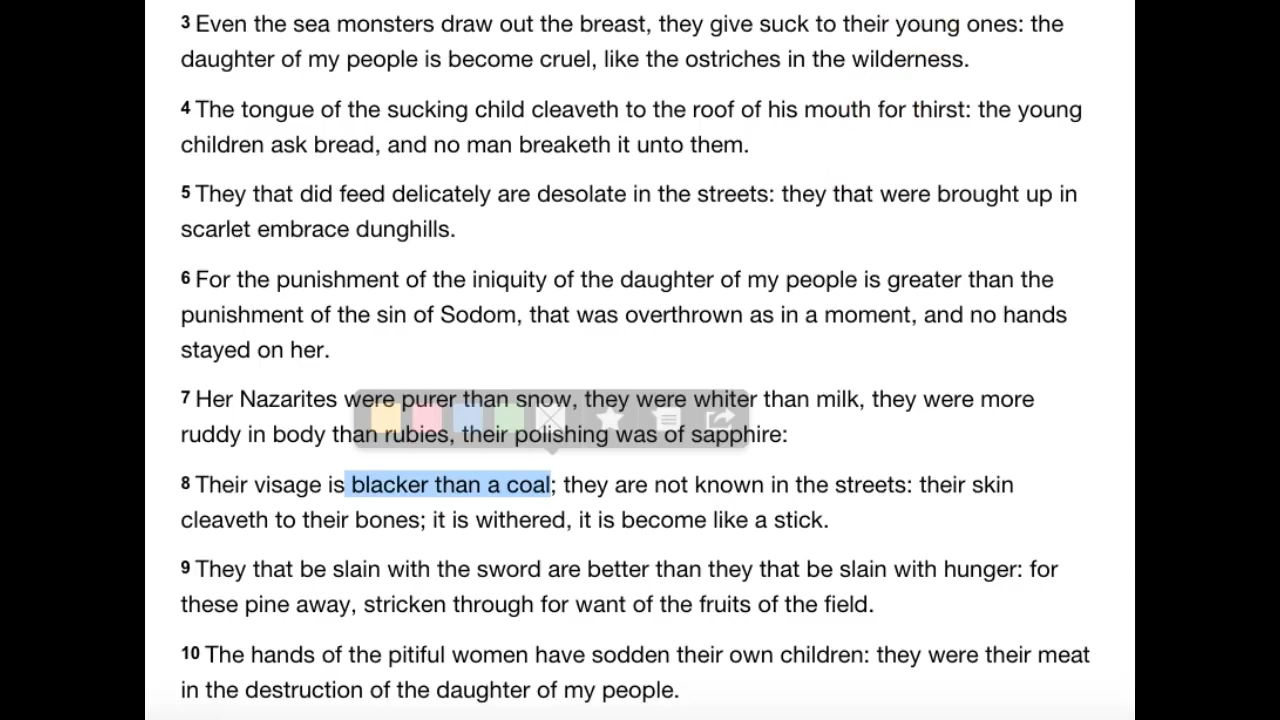 3 Even the sea monsters draw out the breast, they give suck to their young ones: the
daughter of my people is become cruel, like the ostriches in the wilderness.
4 The tongue of the sucking child cleaveth to the roof of his mouth for thirst: the young
children ask bread, and no man breaketh it unto them.
5 They that did feed delicately are desolate in the streets: they that were brought up in
scarlet embrace dunghills.
6 For the punishment of the iniquity of the daughter of my people is greater than the
punishment of the sin of Sodom, that was overthrown as in a moment, and no hands
stayed on her.
7 Her Nazarites were purer than snow, they were whiter than milk, they were more
ruddy in body than rubies, their polishing was of sapphire:
8 Their visage is blacker than a coal; they are not known in the streets: their skin
cleaveth to their bones; it is withered, it is become like a stick.
9 They that be slain with the sword are better than they that be slain with hunger: for
these pine away, stricken through for want of the fruits of the field.
10 The hands of the pitiful women have sodden their own children: they were their meat
in the destruction of the daughter of my people.